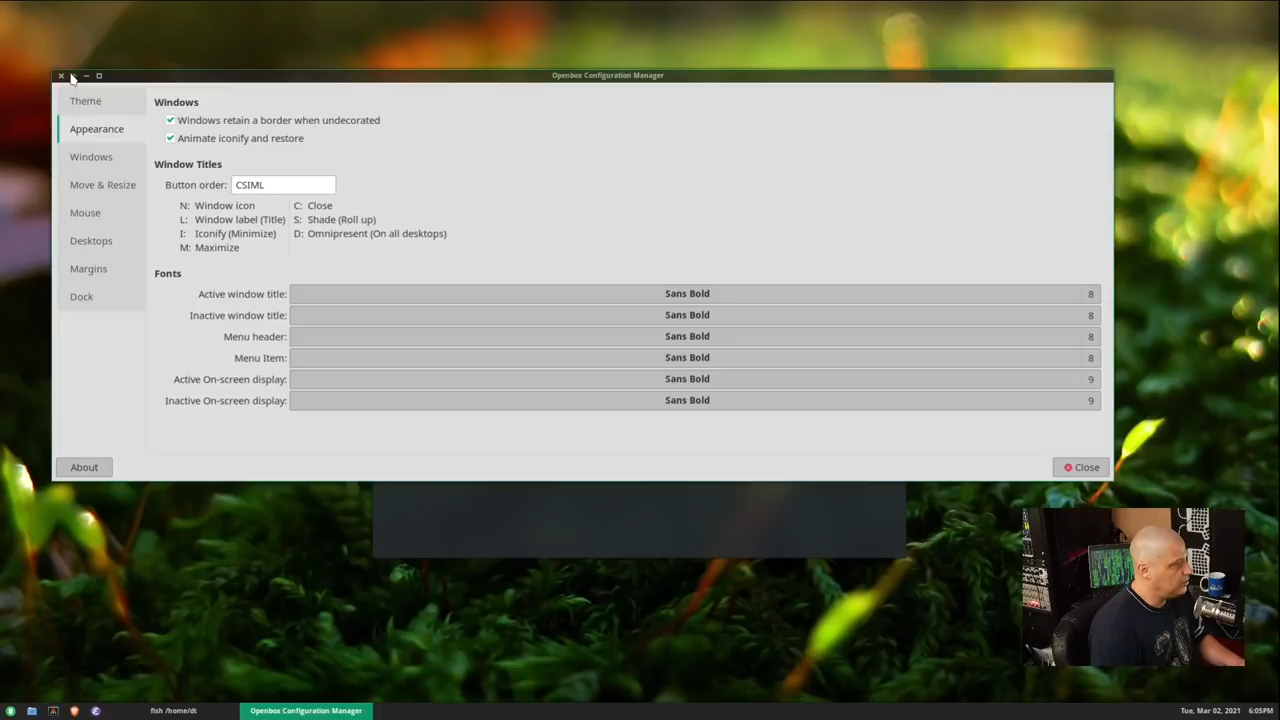 Openbox Configuration Manager
Theme
Appearance
Windows
Move & Resize
Mouse
Desktops
Margins
Dock
Windows
Windows retain a border when undecorated
Animate iconify and restore
Window Titles
Button order: CSIML
N: Window icon C: Close
L: Window label (Title) S: Shade (Roll up)
I: Iconify (Minimize) D: Omnipresent (On all desktops)
M: Maximize
Fonts
Active window title: Sans Bold 8
Inactive window title: Sans Bold 8
Menu header: Sans Bold 8
Menu Item: Sans Bold 8
Active On-screen display: Sans Bold 9
Inactive On-screen display: Sans Bold 9
About
Close
fish /home/dt
Openbox Configuration Manager
Tue, Mar 02, 2021 6:05PM